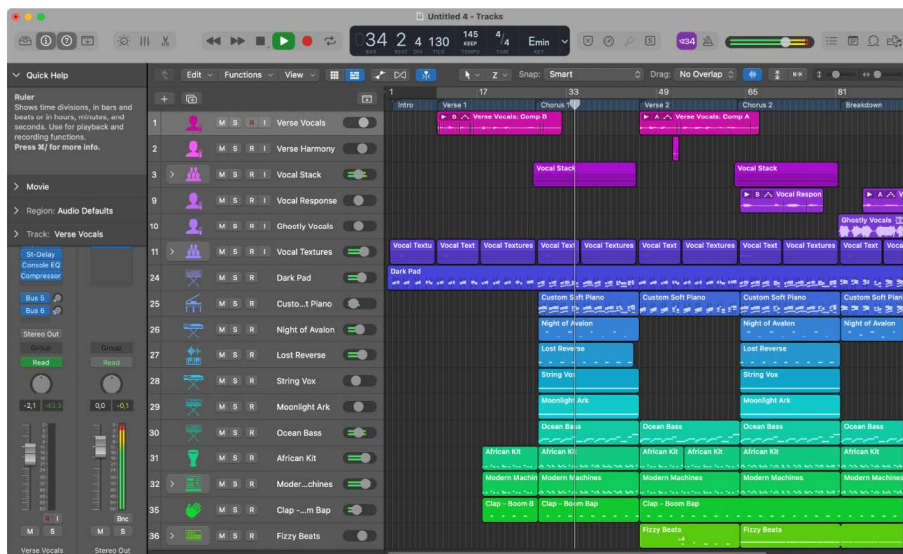 Untitled 4 - Tracks
34 2 4 130
BAR BEAT DIV TICK
145
KEEP
TEMPO
4/4
TIME
Emin
KEY
1234
Quick Help
Ruler
Shows time divisions, in bars and
beats or in hours, minutes, and
seconds. Use for playback and
recording functions.
Press ⌘/ for more info.
Movie
Region: Audio Defaults
Track: Verse Vocals
St-Delay
Console EQ
Compressor
Bus 5
Bus 6
Stereo Out
Group Group
Read Read
-2,1 -43,3 0,0 -0,1
R I Bnc
M S M S
Verse Vocals Stereo Out
Edit Functions View Snap: Smart Drag: No Overlap
1 17 33 49 65 81
Intro Verse 1 Chorus 1 Verse 2 Chorus 2 Breakdown
1 M S R I Verse Vocals
B Verse Vocals: Comp B A Verse Vocals: Comp A
2 M S R I Verse Harmony
3 M S R I Vocal Stack
Vocal Stack Vocal Stack
9 M S R I Vocal Response
B Vocal Respon A V
10 M S R I Ghostly Vocals
Ghostly Vocals
11 M S R I Vocal Textures
Vocal Textu Vocal Text Vocal Textures Vocal Text Vocal Textures Vocal Text Vocal Textures Vocal Text Vocal Textures Vocal Text Voca
24 M S R Dark Pad
Dark Pad
25 M S R Custo...t Piano
Custom Soft Piano Custom Soft Piano Custom Soft Piano Custom Soft Pian
26 M S R Night of Avalon
Night of Avalon Night of Avalon Night of Avalon
27 M S R Lost Reverse
Lost Reverse Lost Reverse
28 M S R String Vox
String Vox String Vox
29 M S R Moonlight Ark
Moonlight Ark Moonlight Ark
30 M S R Ocean Bass
Ocean Bass Ocean Bass Ocean Bass Ocean Bass
31 M S R African Kit
African Kit African Kit African Kit African Kit African Kit African Kit
32 M S R Moder...chines
Modern Machin Modern Machines Modern Machines Modern Machines Modern Machines
35 M S R Clap - ...m Bap
Clap - Boom B Clap - Boom Bap Clap - Boom Bap
36 M S R Fizzy Beats
Fizzy Beats Fizzy Beats